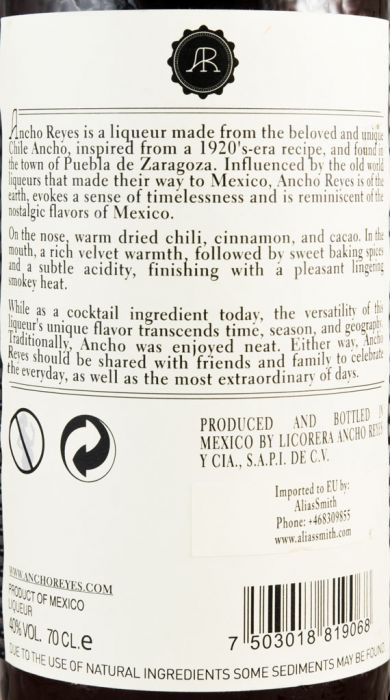 AR
Ancho Reyes is a liqueur made from the beloved and unique
Chile Ancho, inspired from a 1920's-era recipe, and found in
the town of Puebla de Zaragoza. Influenced by the old world
liqueurs that made their way to Mexico, Ancho Reyes is of the
earth, evokes a sense of timelessness and is reminiscent of the
nostalgic flavors of Mexico.
On the nose, warm dried chili, cinnamon, and cacao. In the
mouth, a rich velvet warmth, followed by sweet baking spices
and a subtle acidity, finishing with a pleasant lingering
smokey heat.
While as a cocktail ingredient today, the versatility of this
liqueur's unique flavor transcends time, season, and geography.
Traditionally, Ancho was enjoyed neat. Either way, Ancho
Reyes should be shared with friends and family to celebrate
the everyday, as well as the most extraordinary of days.
PRODUCED AND BOTTLED IN
MEXICO BY LICORERA ANCHO REYES
Y CIA., S.A.P.I. DE C.V.
Imported to EU by:
AliasSmith
Phone: +468309855
www.aliassmith.com
WWW.ANCHOREYES.COM
PRODUCT OF MEXICO
LIQUEUR
40% VOL. 70 CL.e
7 503018 819068
DUE TO THE USE OF NATURAL INGREDIENTS SOME SEDIMENTS MAY BE FOUND